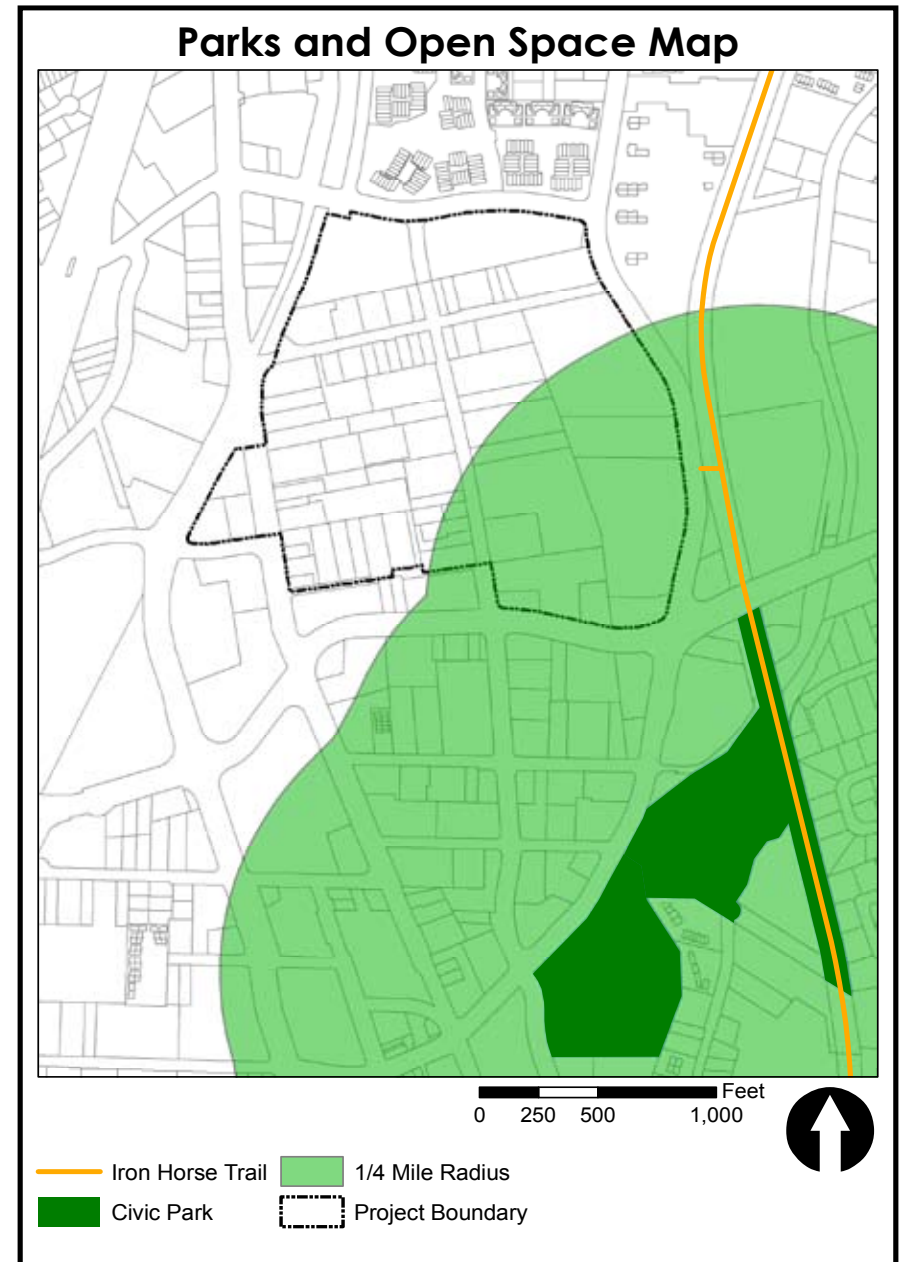 Parks and Open Space Map
Feet
0 250 500 1,000
Iron Horse Trail 1/4 Mile Radius
Civic Park Project Boundary